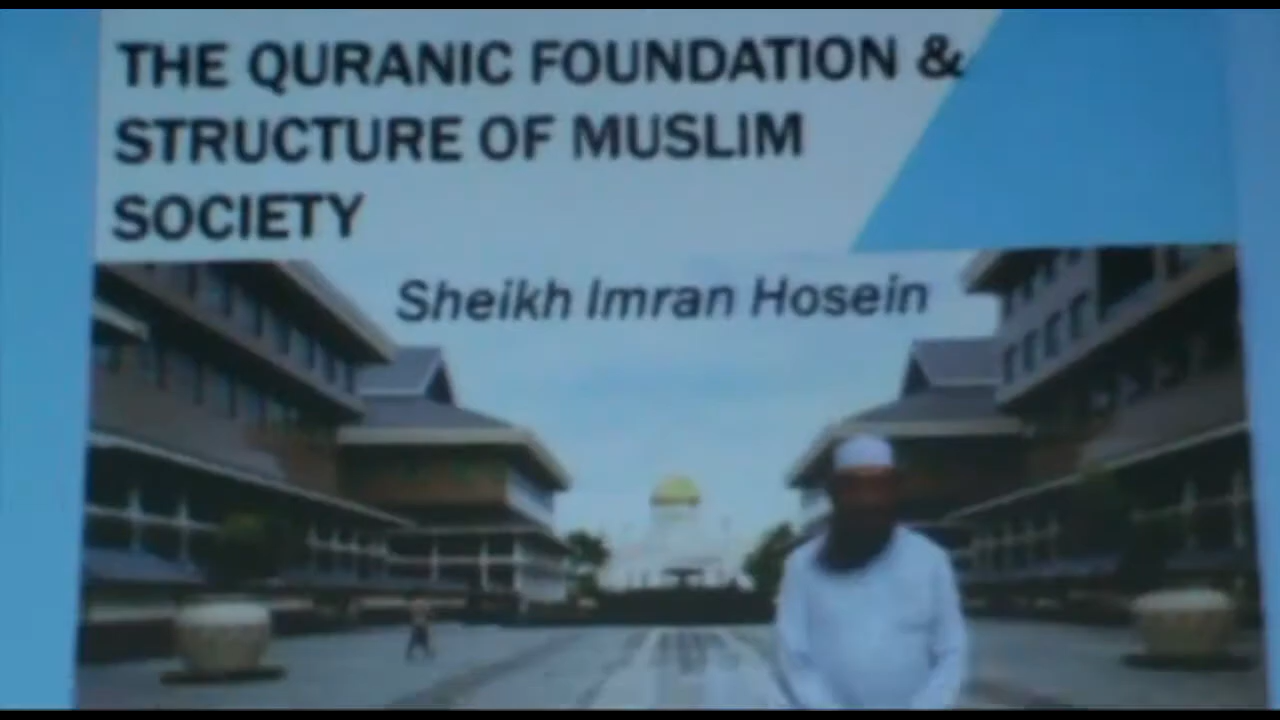 THE QURANIC FOUNDATION &
STRUCTURE OF MUSLIM
SOCIETY
Sheikh Imran Hosein